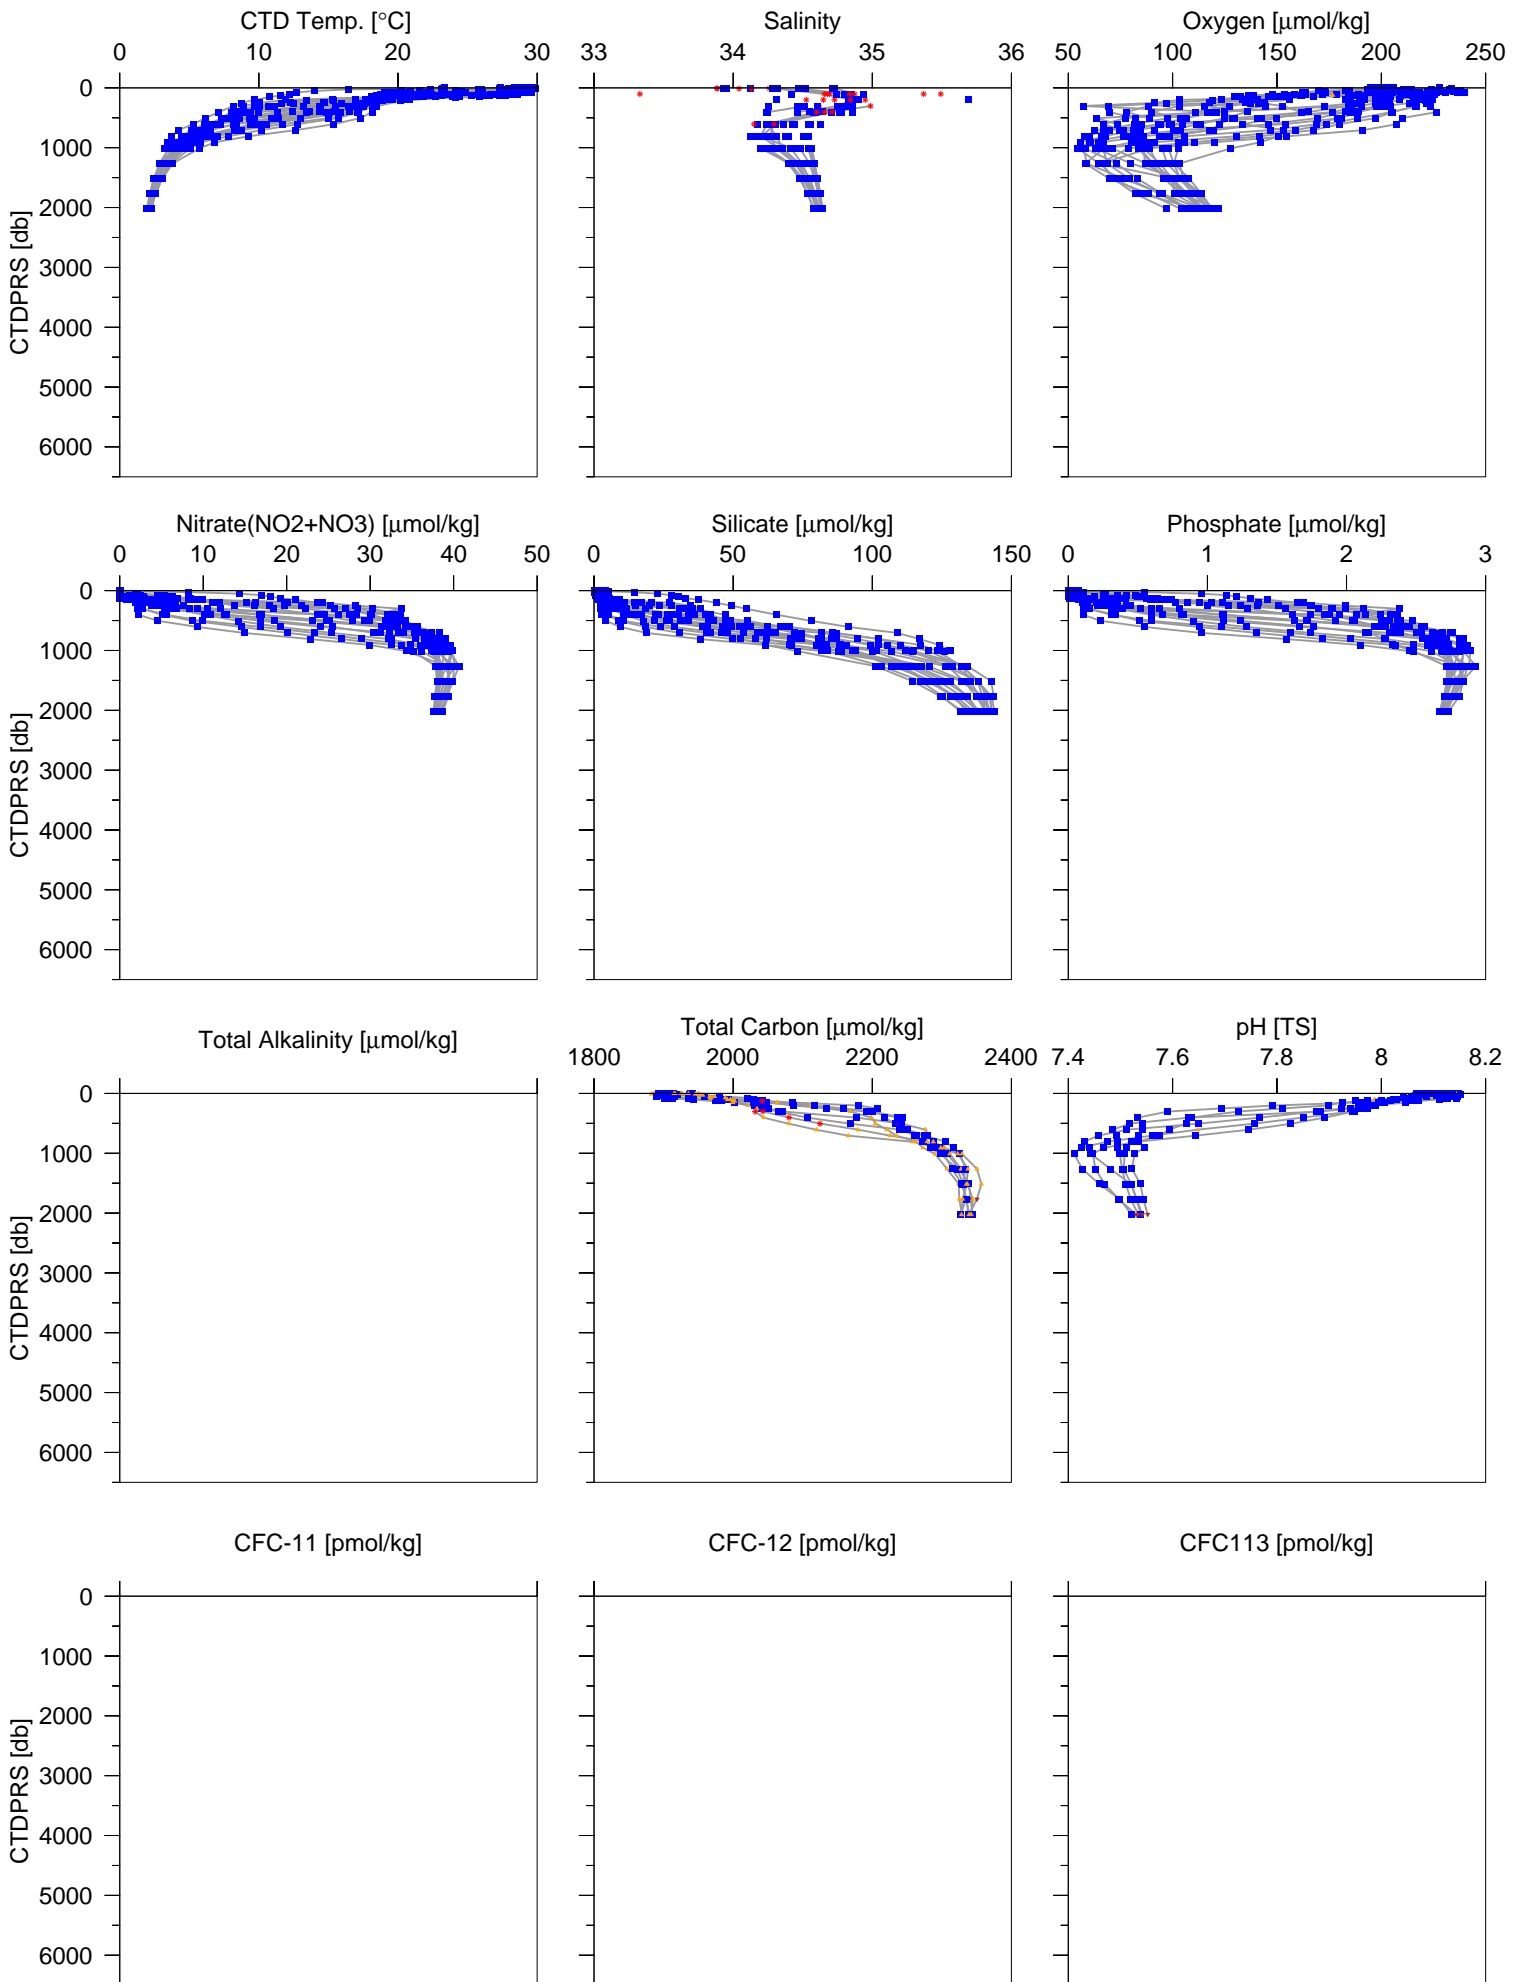 CTD Temp. [°C]
Salinity
Oxygen [µmol/kg]
0 10 20 30
33 34 35 36
50 100 150 200 250
0
1000
2000
3000
4000
5000
6000
CTDPRS [db]
Nitrate(NO2+NO3) [µmol/kg]
Silicate [µmol/kg]
Phosphate [µmol/kg]
0 10 20 30 40 50
0 50 100 150
0 1 2 3
0
1000
2000
3000
4000
5000
6000
CTDPRS [db]
Total Alkalinity [µmol/kg]
Total Carbon [µmol/kg]
pH [TS]
1800 2000 2200 2400
7.4 7.6 7.8 8 8.2
0
1000
2000
3000
4000
5000
6000
CTDPRS [db]
CFC-11 [pmol/kg]
CFC-12 [pmol/kg]
CFC113 [pmol/kg]
0
1000
2000
3000
4000
5000
6000
CTDPRS [db]